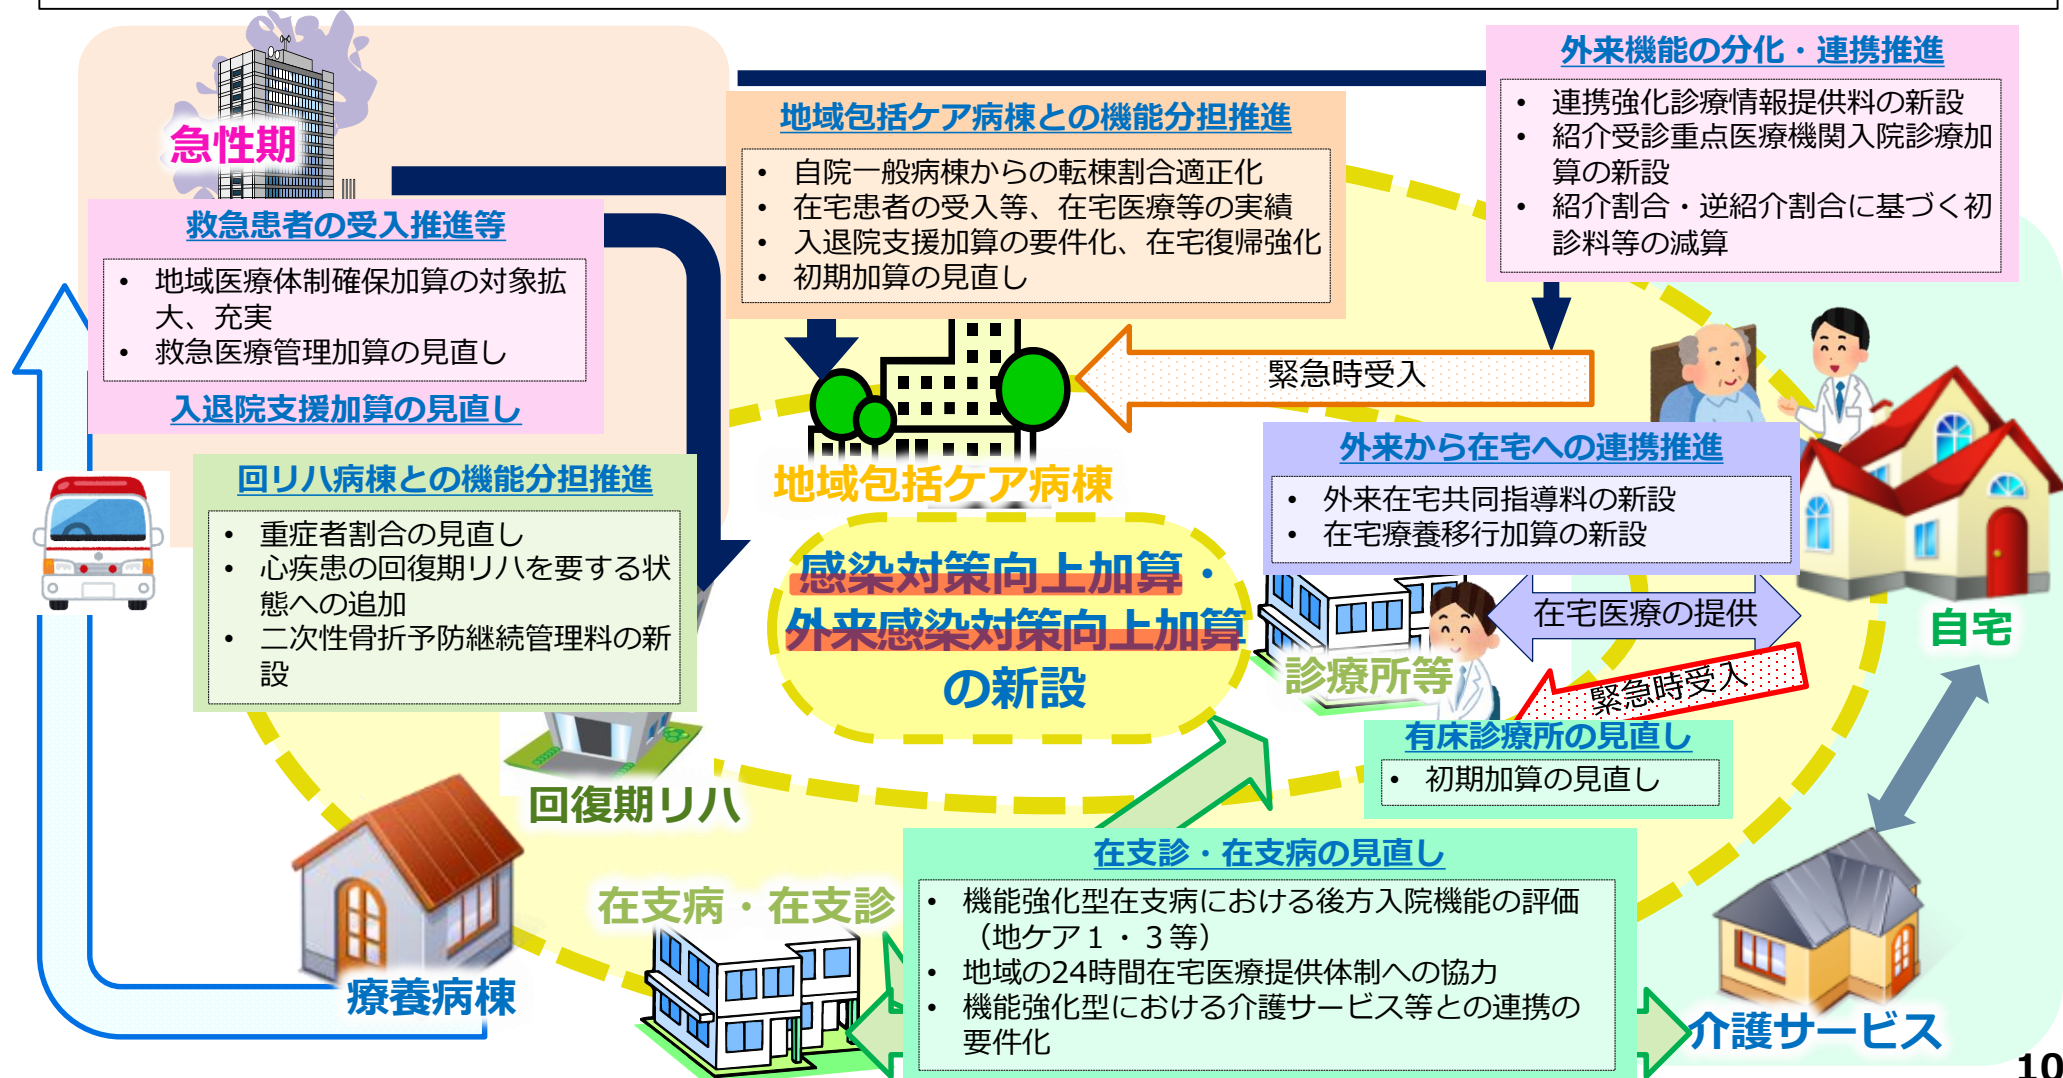 急性期
救急患者の受入推進等
• 地域医療体制確保加算の対象拡
大、充実
• 救急医療管理加算の見直し
入退院支援加算の見直し
地域包括ケア病棟との機能分担推進
• 自院一般病棟からの転棟割合適正化
• 在宅患者の受入等、在宅医療等の実績
• 入退院支援加算の要件化、在宅復帰強化
• 初期加算の見直し
外来機能の分化・連携推進
• 連携強化診療情報提供料の新設
• 紹介受診重点医療機関入院診療加
算の新設
• 紹介割合・逆紹介割合に基づく初
診料等の減算
緊急時受入
地域包括ケア病棟
回リハ病棟との機能分担推進
• 重症者割合の見直し
• 心疾患の回復期リハを要する状
態への追加
• 二次性骨折予防継続管理料の新
設
回復期リハ
感染対策向上加算・
外来感染対策向上加算
の新設
外来から在宅への連携推進
• 外来在宅共同指導料の新設
• 在宅療養移行加算の新設
在宅医療の提供
自宅
診療所等
緊急時受入
有床診療所の見直し
• 初期加算の見直し
療養病棟
在支病・在支診
在支診・在支病の見直し
• 機能強化型在支病における後方入院機能の評価
（地ケア１・３等）
• 地域の24時間在宅医療提供体制への協力
• 機能強化型における介護サービス等との連携の
要件化
介護サービス
10